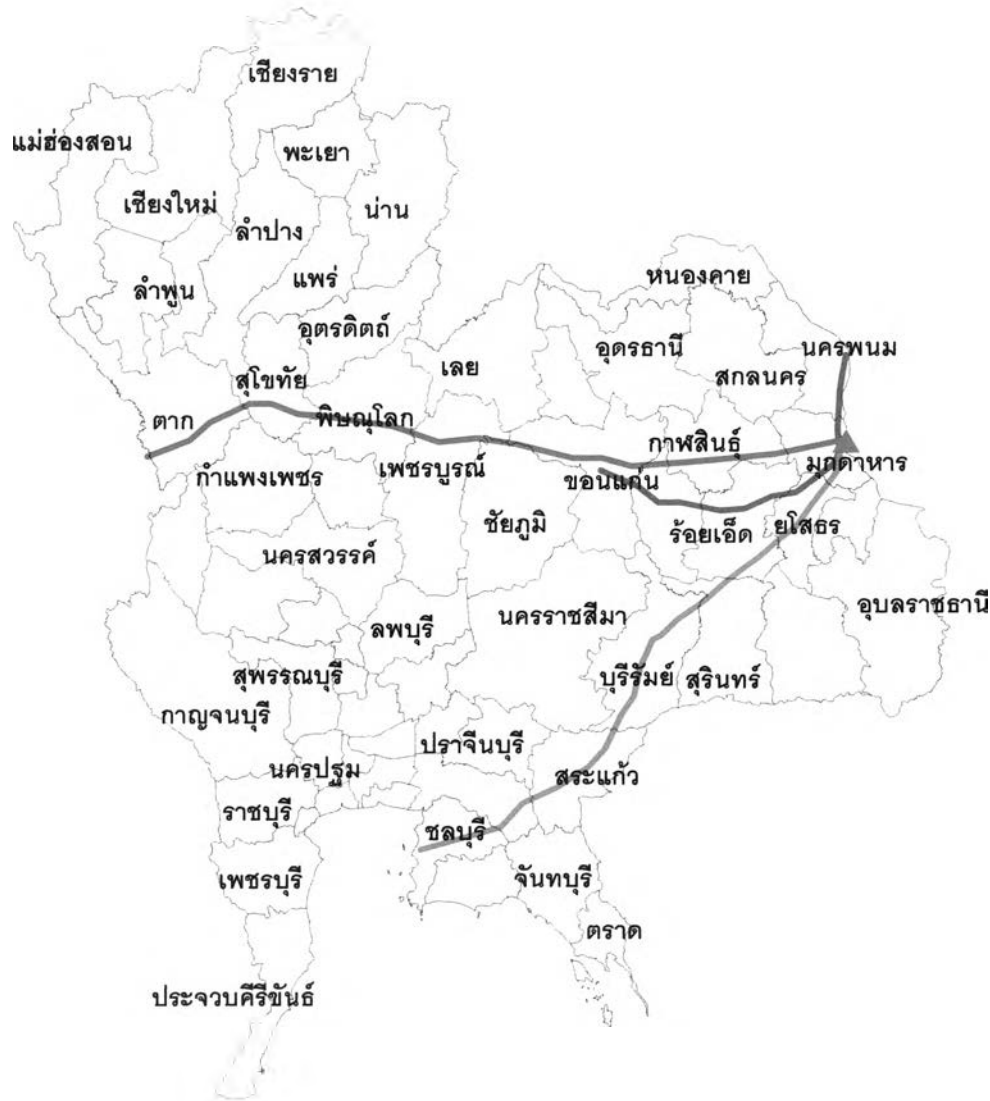 เชียงราย
แม่ฮ่องสอน
พะเยา
เชียงใหม่
น่าน
ลำปาง
แพร่
ลำพูน
หนองคาย
อุตรดิตถ์
อุดรธานี
นครพนม
เลย
สกลนคร
สุโขทัย
ตาก
พิษณุโลก
กาฬสินธุ์
กำแพงเพชร
เพชรบูรณ์
มุกดาหาร
ขอนแก่น
ชัยภูมิ
ร้อยเอ็ด
ยโสธร
นครสวรรค์
อุบลราชธานี
นครราชสีมา
ลพบุรี
สุพรรณบุรี
บุรีรัมย์
สุรินทร์
กาญจนบุรี
ปราจีนบุรี
นครปฐม
สระแก้ว
ราชบุรี
ชลบุรี
เพชรบุรี
จันทบุรี
ตราด
ประจวบคีรีขันธ์